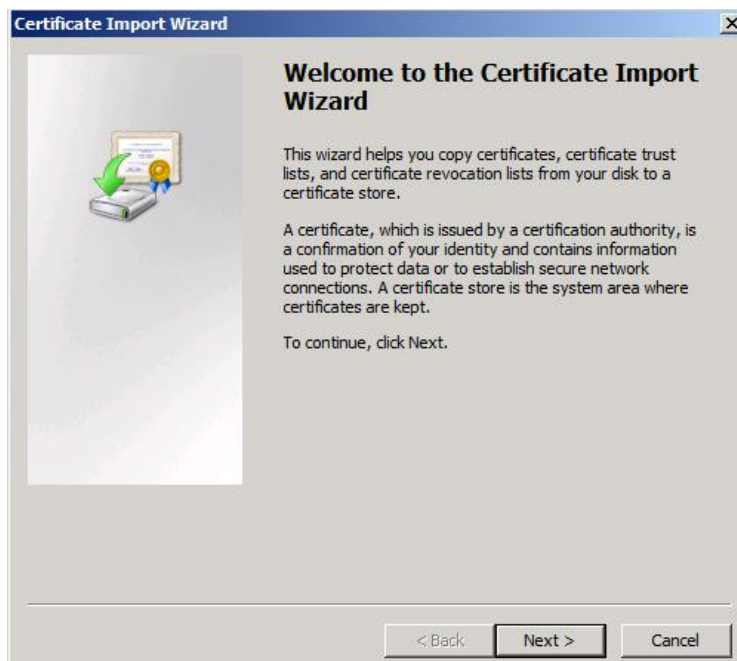 Certificate Import Wizard
Welcome to the Certificate Import
Wizard
This wizard helps you copy certificates, certificate trust
lists, and certificate revocation lists from your disk to a
certificate store.
A certificate, which is issued by a certification authority, is
a confirmation of your identity and contains information
used to protect data or to establish secure network
connections. A certificate store is the system area where
certificates are kept.
To continue, click Next.
< Back Next > Cancel